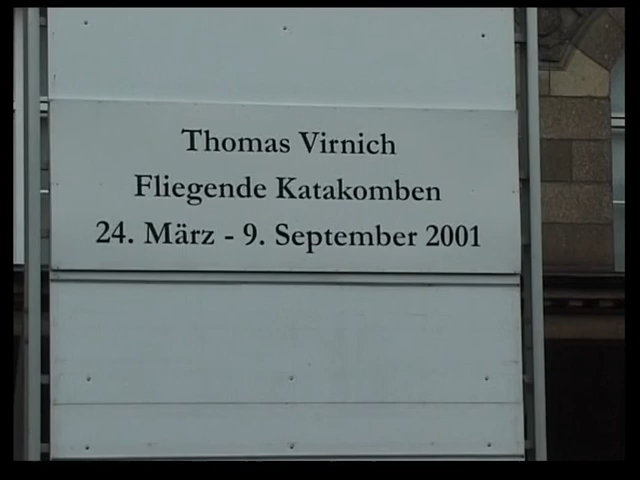 Thomas Virnich
Fliegende Katakomben
24. März - 9. September 2001